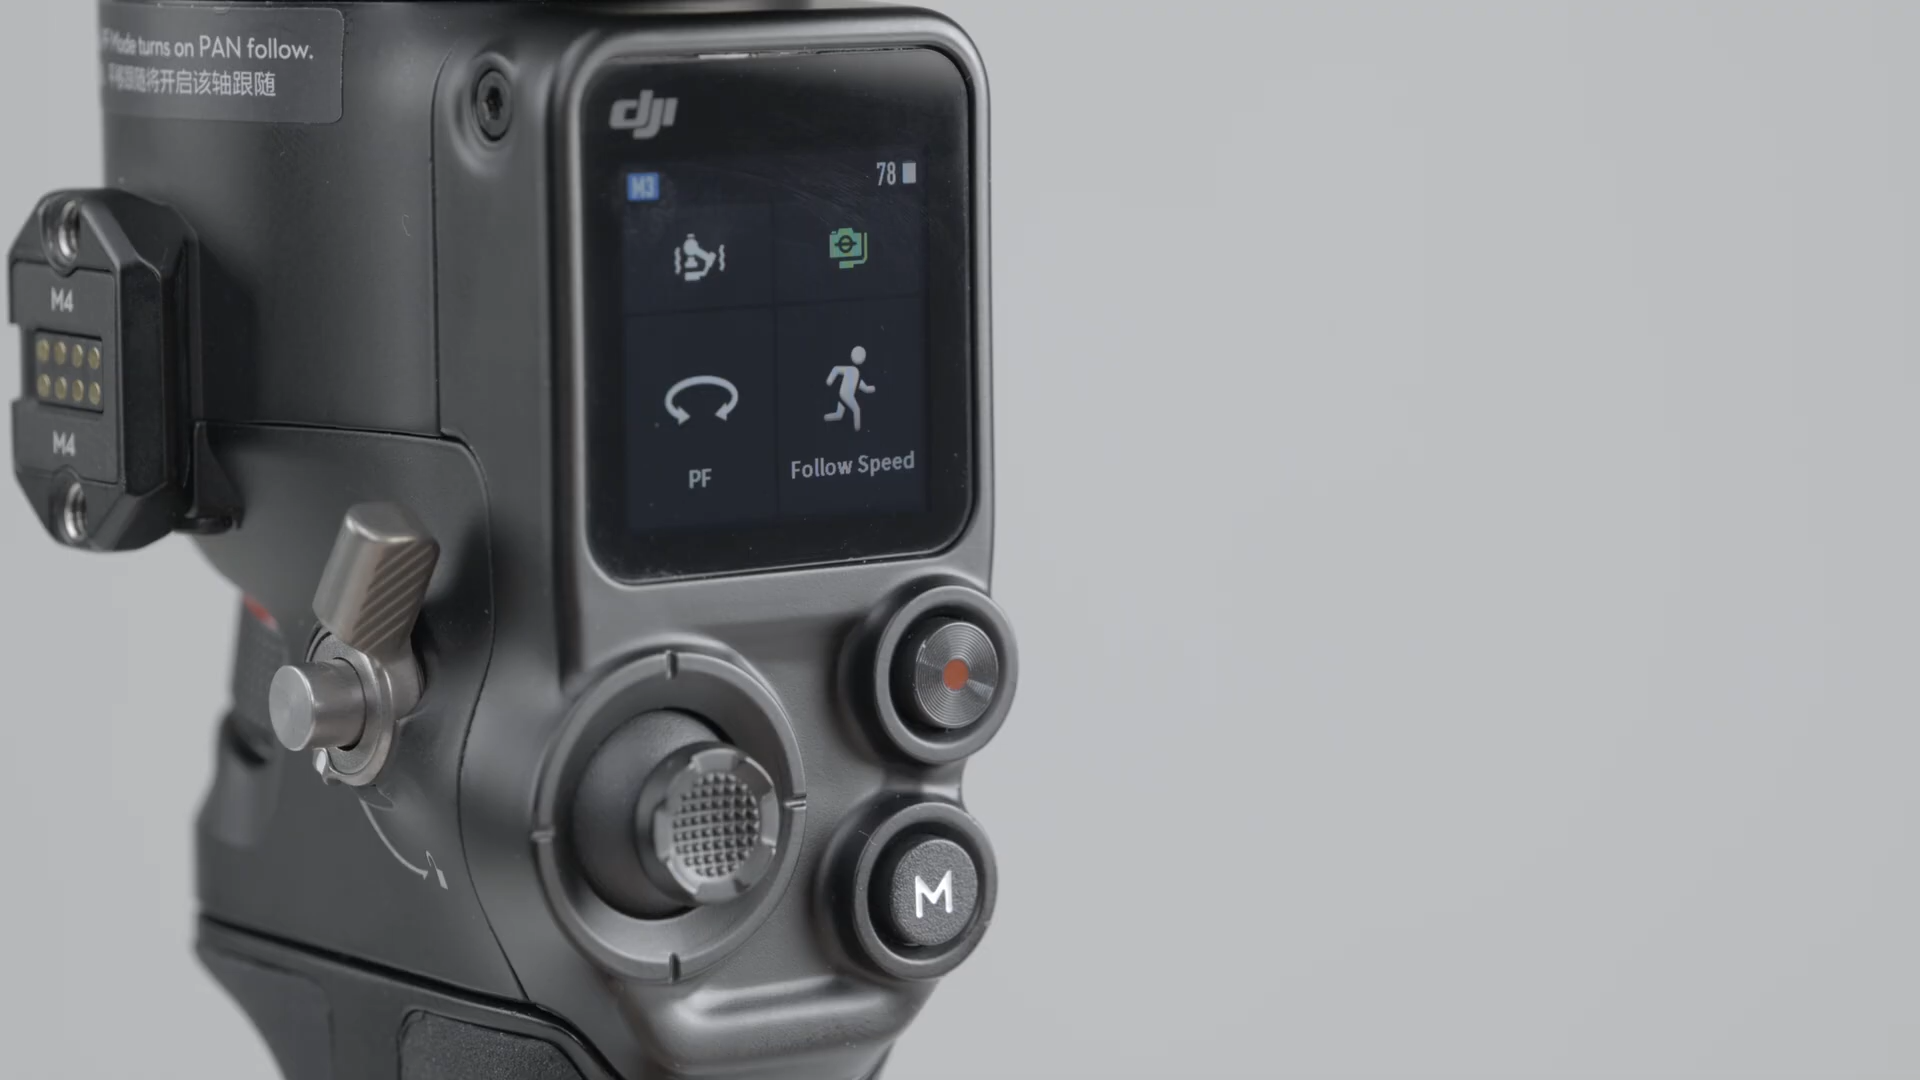 Mode turns on PAN follow.
将开启该轴跟随
dji
M3
78
PF
Follow Speed
M4
M4
M